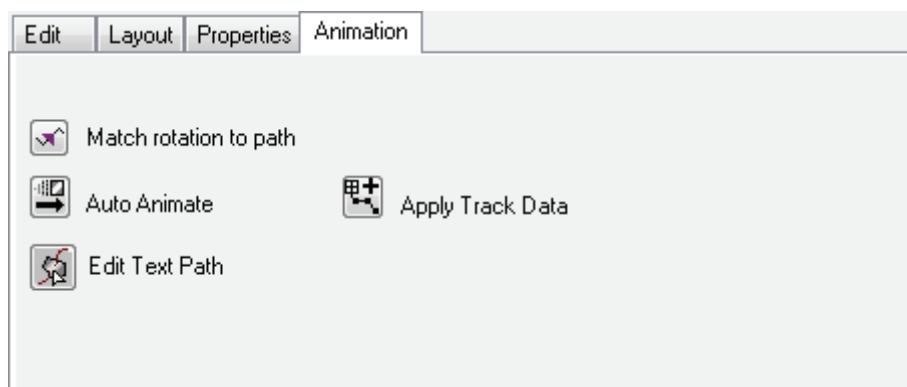 Edit Layout Properties Animation
Match rotation to path
Auto Animate Apply Track Data
Edit Text Path